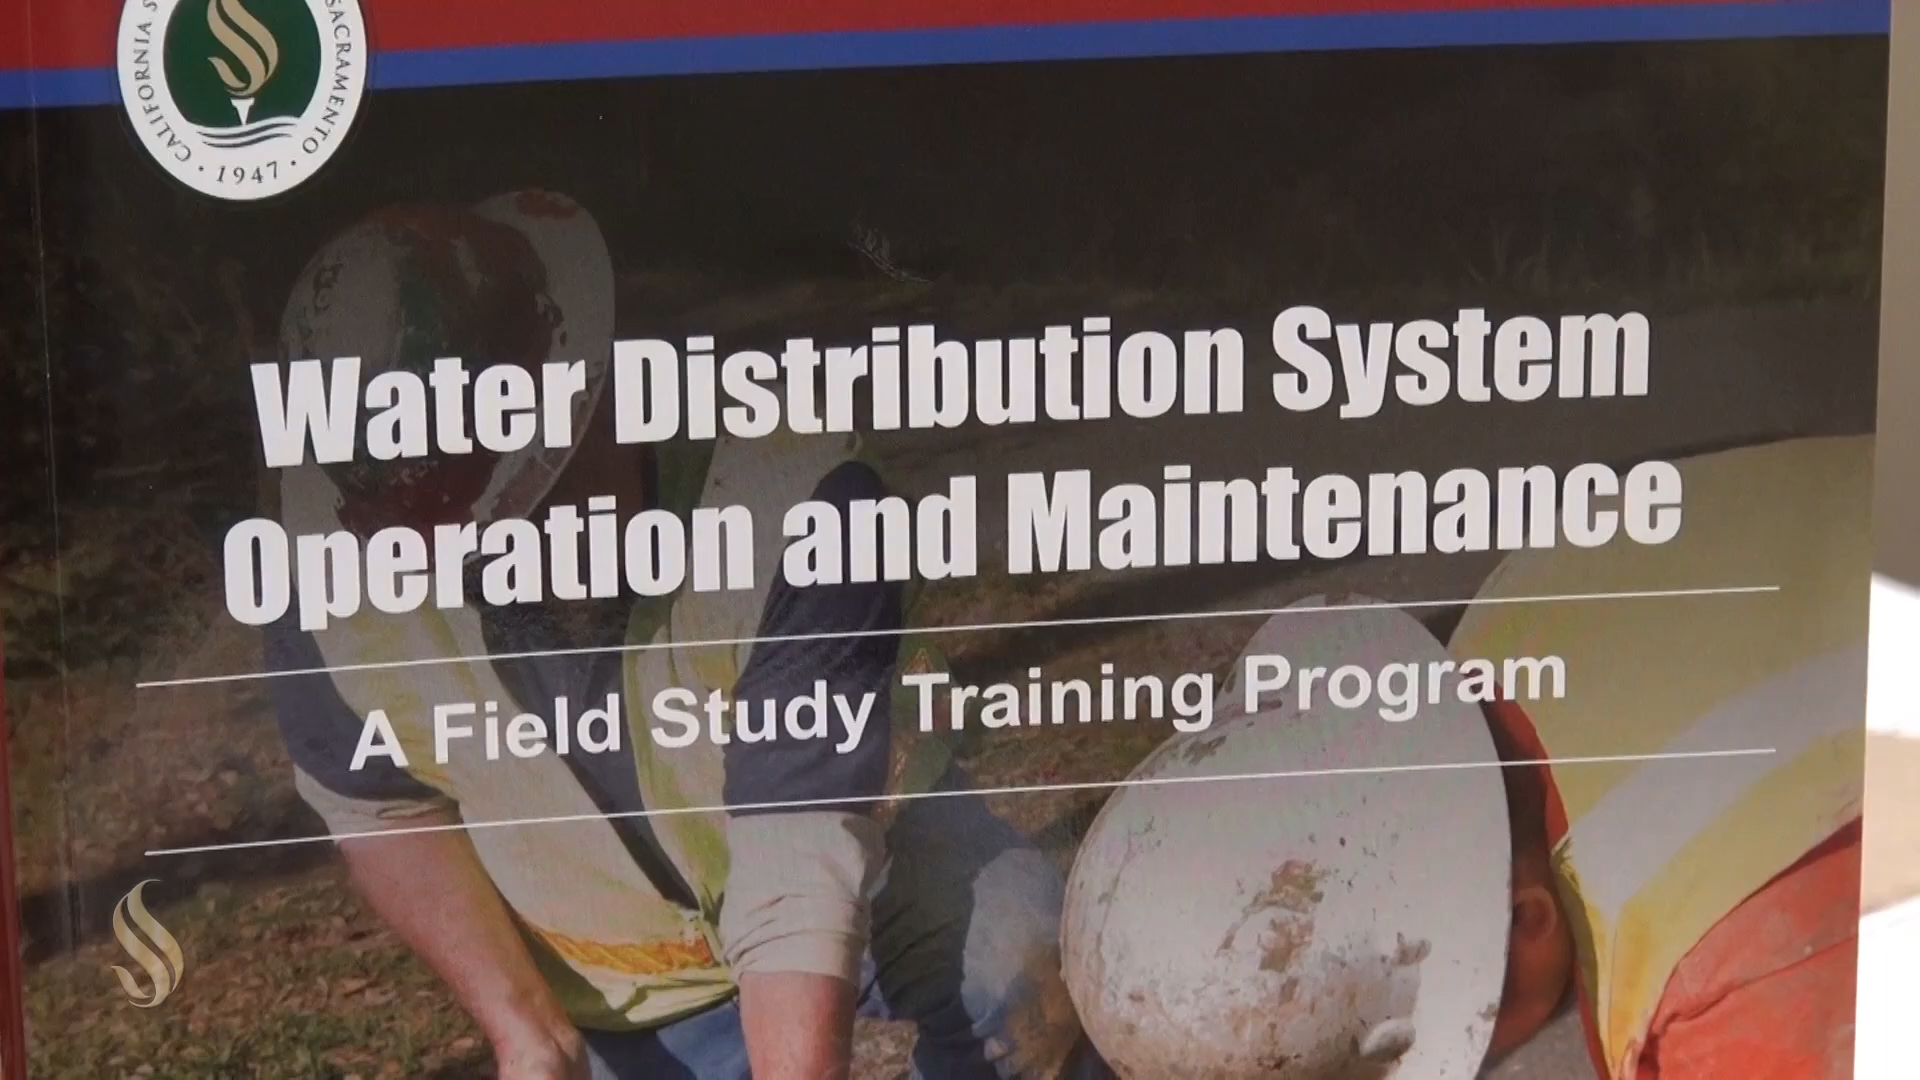 CALIFORNIA S
SACRAMENTO
· 1947 ·
Water Distribution System
Operation and Maintenance
A Field Study Training Program